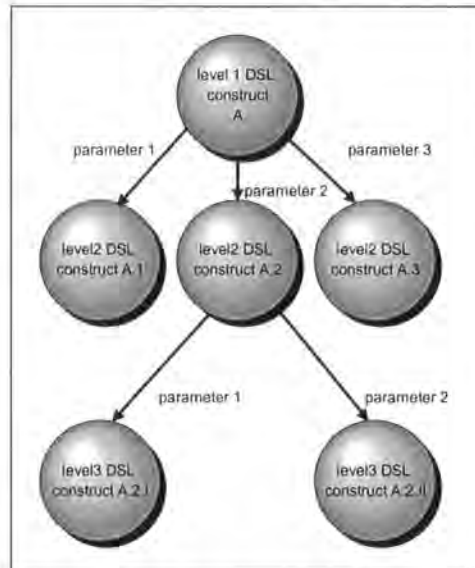 level 1 DSL
construct
A
parameter 1
parameter 3
parameter 2
level2 DSL
construct A.1
level2 DSL
construct A.2
level2 DSL
construct A.3
parameter 1
parameter 2
level3 DSL
construct A.2.I
level3 DSL
construct A.2.II